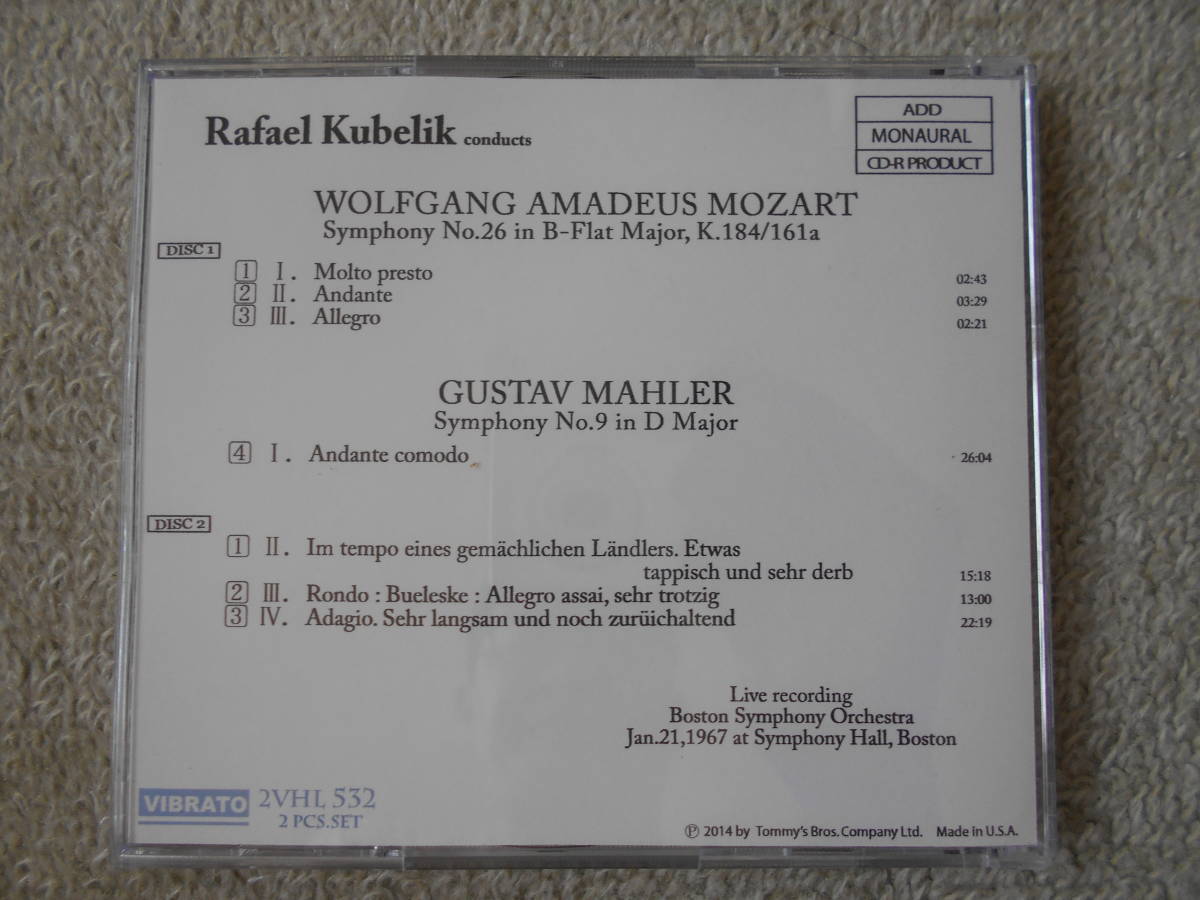 Rafael Kubelik conducts
ADD
MONAURAL
CD-R PRODUCT
WOLFGANG AMADEUS MOZART
Symphony No.26 in B-Flat Major, K.184/161a
DISC 1
1 I. Molto presto 02:43
2 II. Andante 03:29
3 III. Allegro 02:21
GUSTAV MAHLER
Symphony No.9 in D Major
4 I. Andante comodo 26:04
DISC 2
1 II. Im tempo eines gemächlichen Ländlers. Etwas
tappisch und sehr derb 15:18
2 III. Rondo : Bueleske : Allegro assai, sehr trotzig 13:00
3 IV. Adagio. Sehr langsam und noch zurüichaltend 22:19
Live recording
Boston Symphony Orchestra
Jan.21,1967 at Symphony Hall, Boston
VIBRATO 2VHL 532
2 PCS.SET
℗ 2014 by Tommy's Bros. Company Ltd. Made in U.S.A.